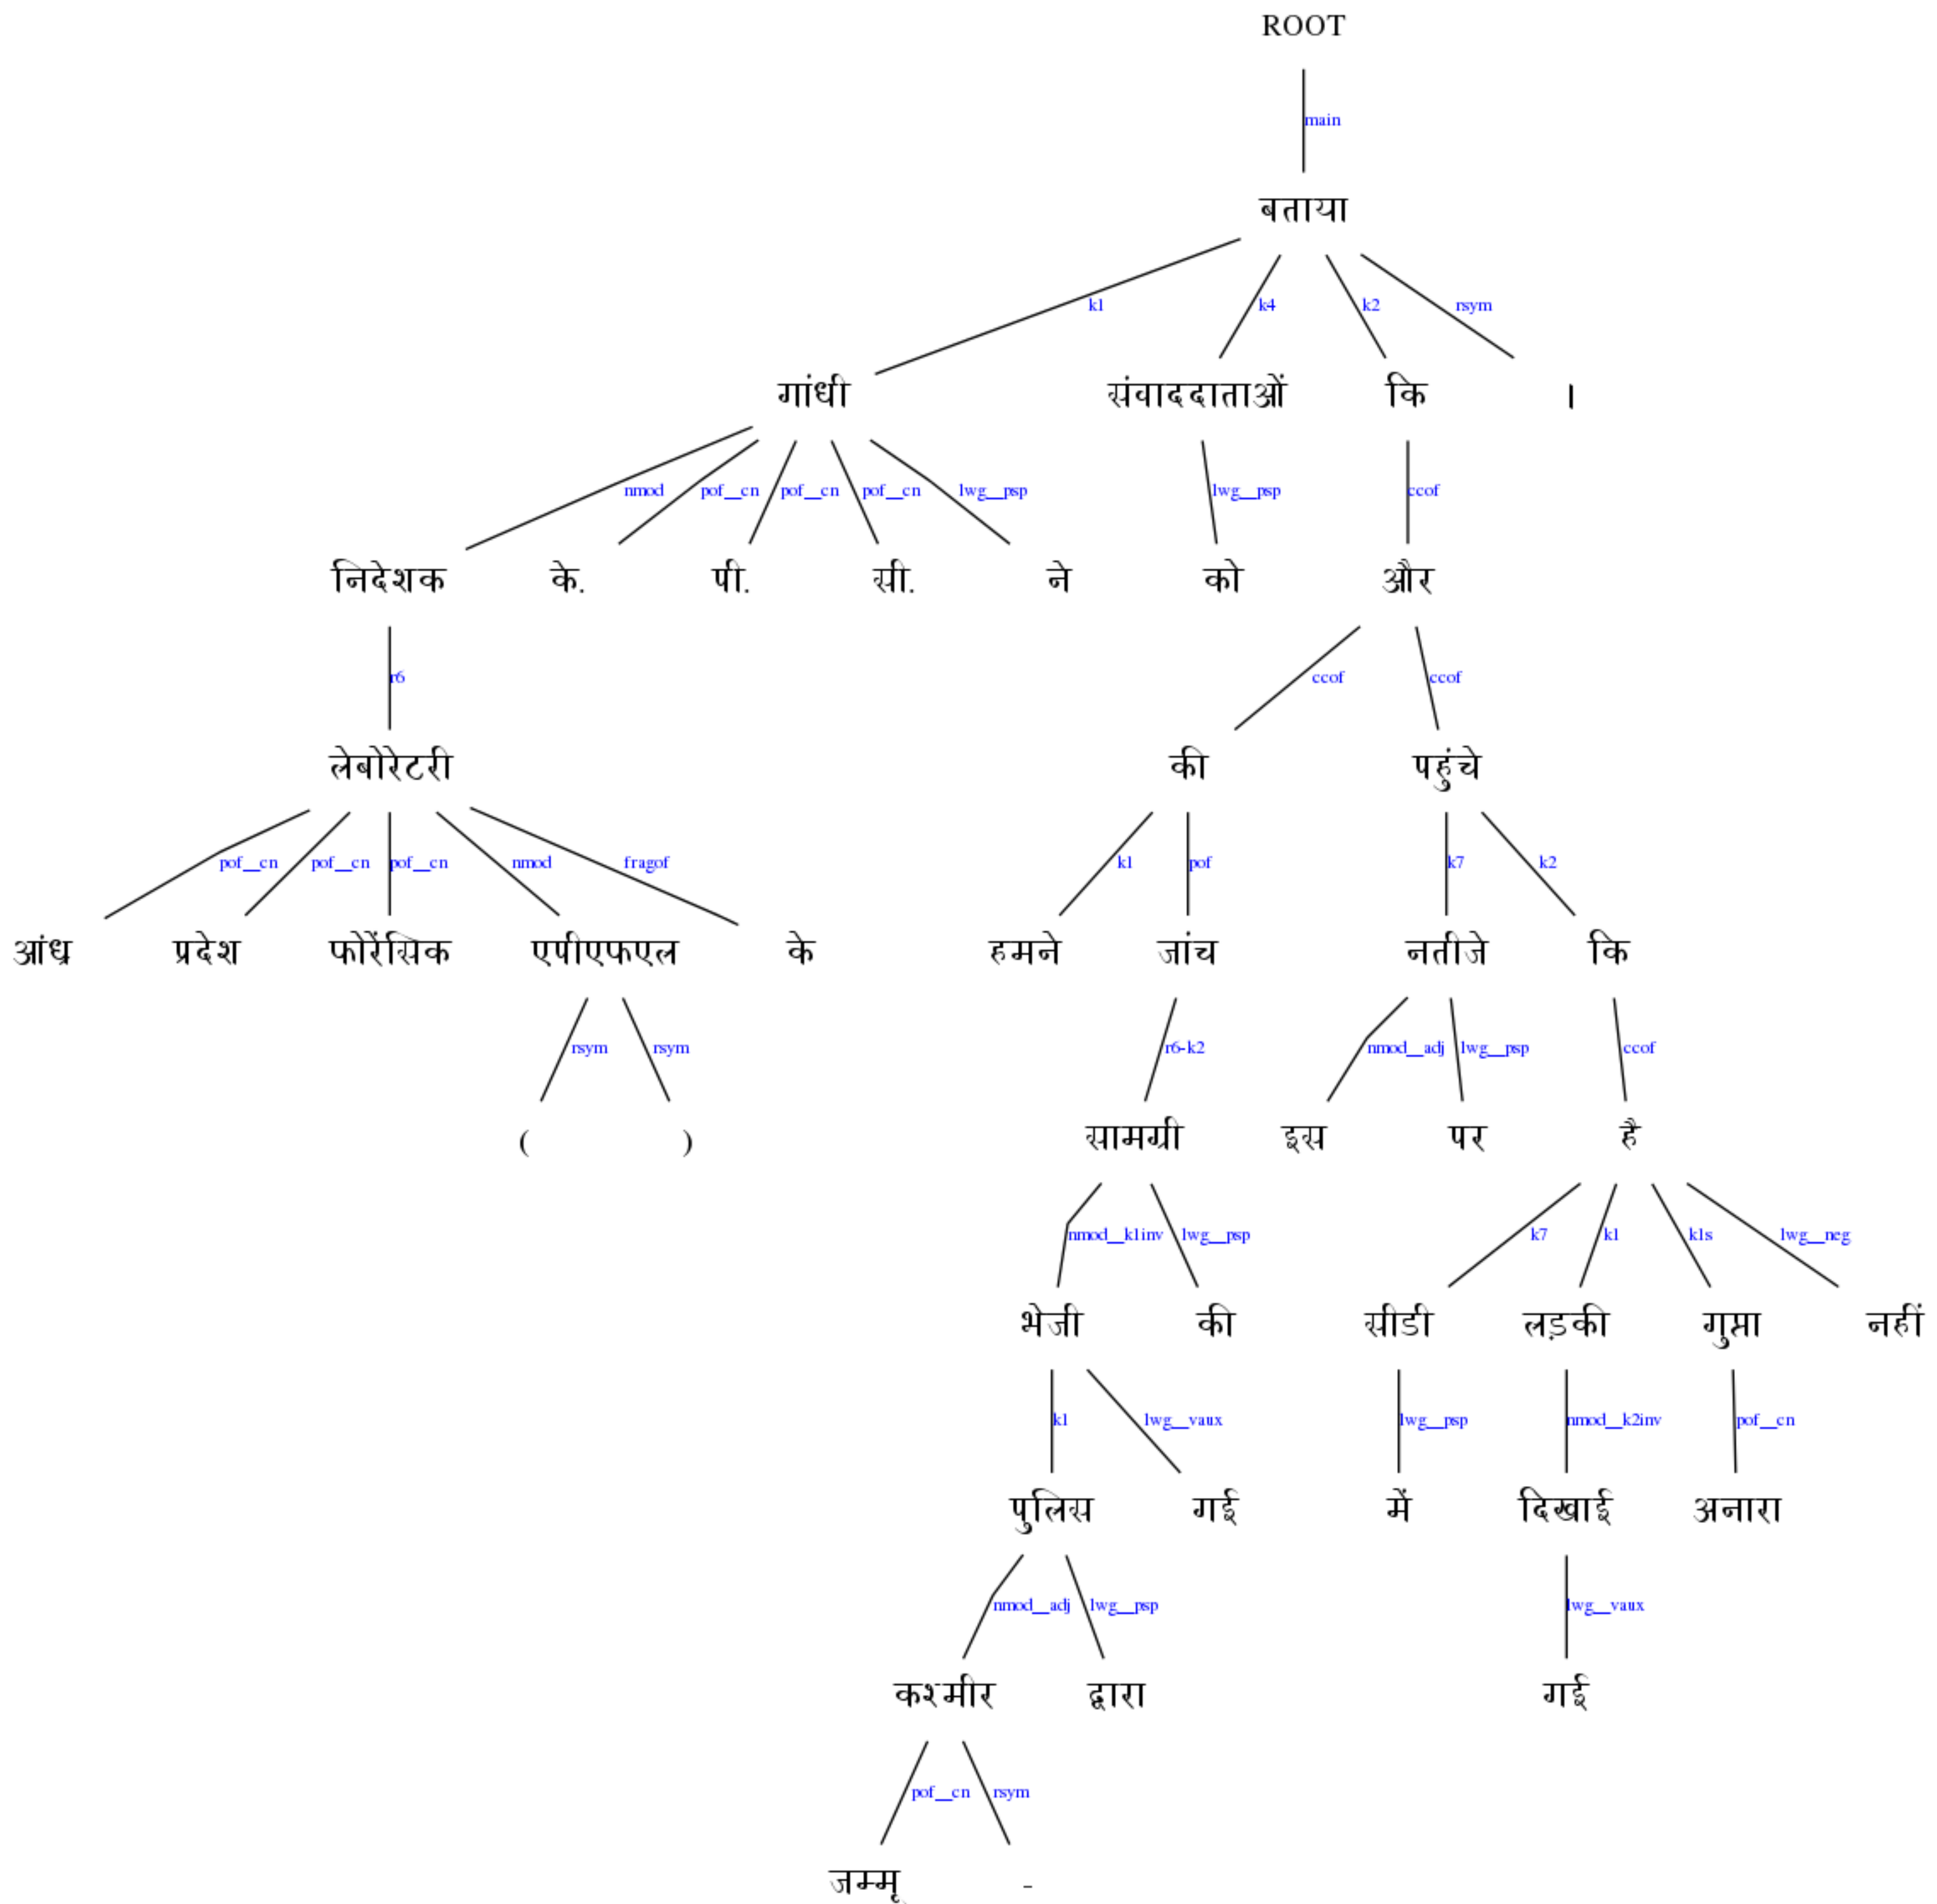 ROOT
main
बताया
k1 k4 k2 rsym
गांधी संवाददाताओं कि ।
nmod pof__cn pof__cn pof__cn lwg__psp lwg__psp ccof
निदेशक के. पी. सी. ने को और
r6 ccof ccof
लेबोरेटरी की पहुंचे
pof__cn pof__cn pof__cn nmod fragof k1 pof k7 k2
आंध्र प्रदेश फोरेंसिक एपीएफएल के हमने जांच नतीजे कि
rsym rsym r6-k2 nmod__adj lwg__psp ccof
( ) सामग्री इस पर है
nmod__k1inv lwg__psp k7 k1 k1s lwg__neg
भेजी की सीडी लड़की गुप्ता नहीं
k1 lwg__vaux lwg__psp nmod__k2inv pof__cn
पुलिस गई में दिखाई अनारा
nmod__adj lwg__psp lwg__vaux
कश्मीर द्वारा गई
pof__cn rsym
जम्मू -